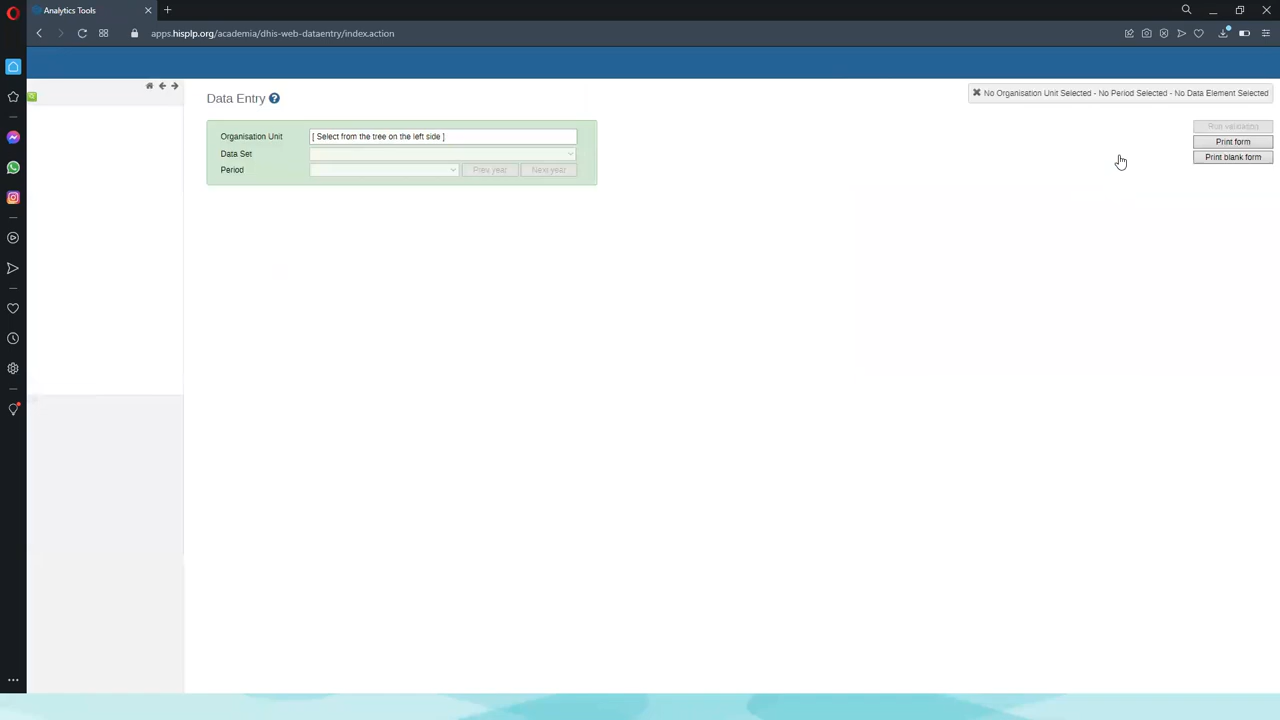 Analytics Tools
apps.hisplp.org/academia/dhis-web-dataentry/index.action
Data Entry
No Organisation Unit Selected - No Period Selected - No Data Element Selected
Organisation Unit
[ Select from the tree on the left side ]
Data Set
Period
Prev year
Next year
Run validation
Print form
Print blank form